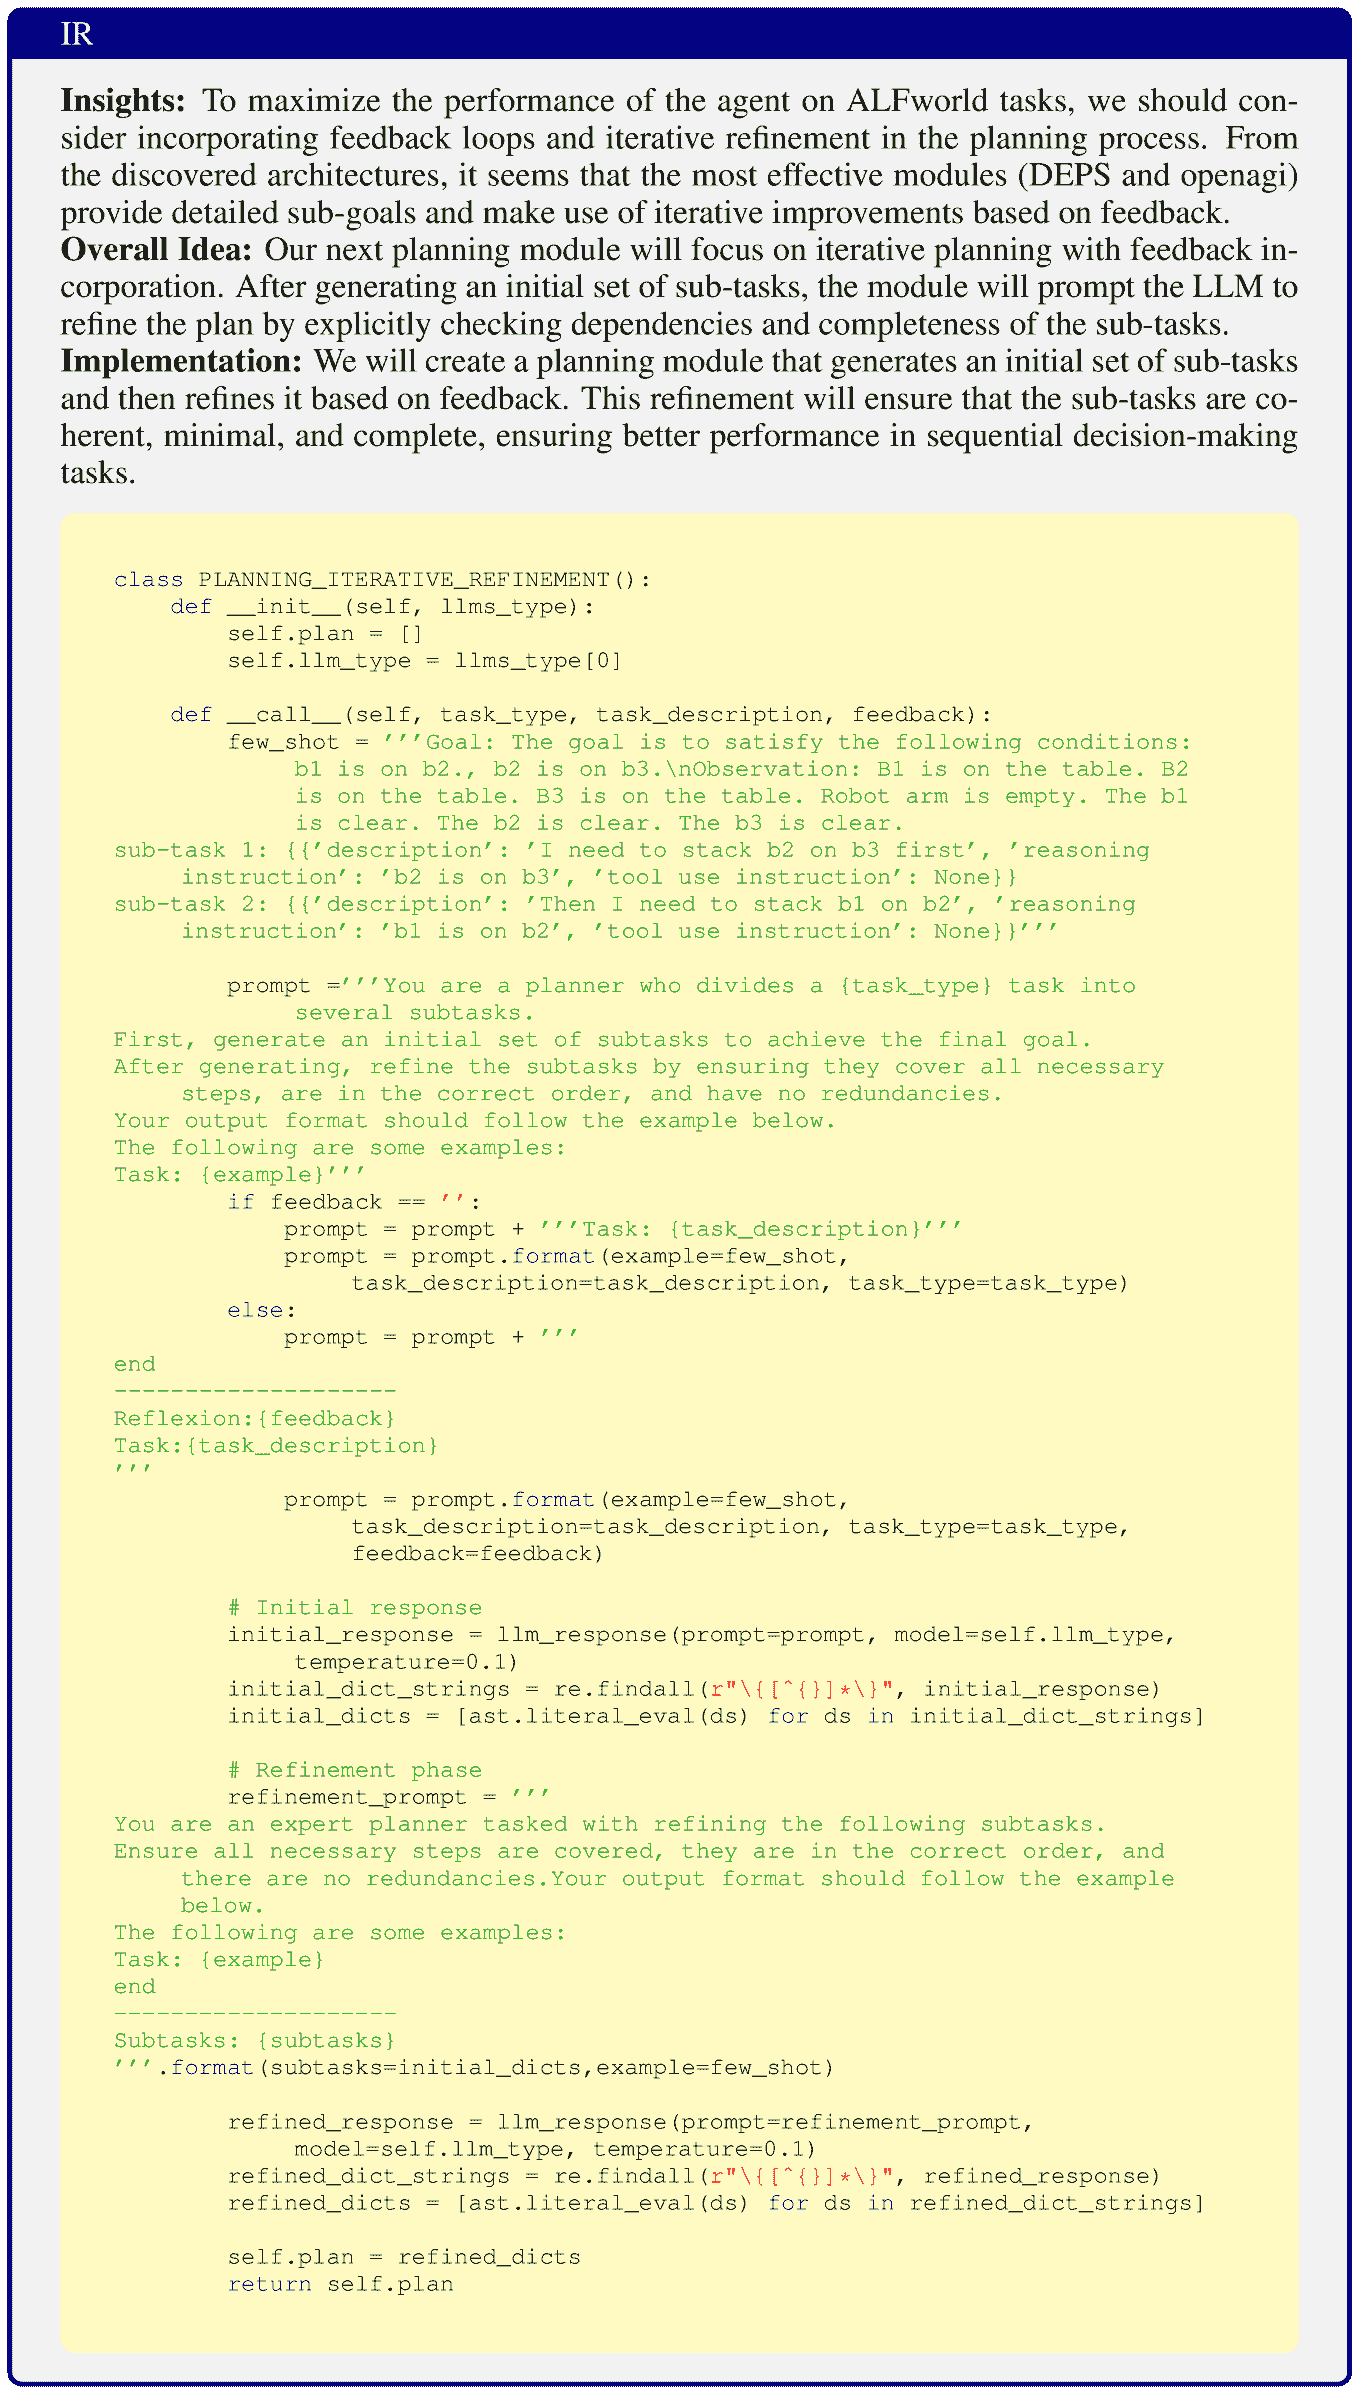 IR
Insights: To maximize the performance of the agent on ALFworld tasks, we should con-
sider incorporating feedback loops and iterative refinement in the planning process. From
the discovered architectures, it seems that the most effective modules (DEPS and openagi)
provide detailed sub-goals and make use of iterative improvements based on feedback.
Overall Idea: Our next planning module will focus on iterative planning with feedback in-
corporation. After generating an initial set of sub-tasks, the module will prompt the LLM to
refine the plan by explicitly checking dependencies and completeness of the sub-tasks.
Implementation: We will create a planning module that generates an initial set of sub-tasks
and then refines it based on feedback. This refinement will ensure that the sub-tasks are co-
herent, minimal, and complete, ensuring better performance in sequential decision-making
tasks.
class PLANNING_ITERATIVE_REFINEMENT():
    def __init__(self, llms_type):
        self.plan = []
        self.llm_type = llms_type[0]

    def __call__(self, task_type, task_description, feedback):
        few_shot = '''Goal: The goal is to satisfy the following conditions:
             b1 is on b2., b2 is on b3.\nObservation: B1 is on the table. B2
             is on the table. B3 is on the table. Robot arm is empty. The b1
             is clear. The b2 is clear. The b3 is clear.
sub-task 1: {{'description': 'I need to stack b2 on b3 first', 'reasoning
     instruction': 'b2 is on b3', 'tool use instruction': None}}
sub-task 2: {{'description': 'Then I need to stack b1 on b2', 'reasoning
     instruction': 'b1 is on b2', 'tool use instruction': None}}'''

        prompt ='''You are a planner who divides a {task_type} task into
             several subtasks.
First, generate an initial set of subtasks to achieve the final goal.
After generating, refine the subtasks by ensuring they cover all necessary
     steps, are in the correct order, and have no redundancies.
Your output format should follow the example below.
The following are some examples:
Task: {example}'''
        if feedback == '':
            prompt = prompt + '''Task: {task_description}'''
            prompt = prompt.format(example=few_shot,
                 task_description=task_description, task_type=task_type)
        else:
            prompt = prompt + '''
end
--------------------
Reflexion:{feedback}
Task:{task_description}
'''
            prompt = prompt.format(example=few_shot,
                 task_description=task_description, task_type=task_type,
                 feedback=feedback)

        # Initial response
        initial_response = llm_response(prompt=prompt, model=self.llm_type,
             temperature=0.1)
        initial_dict_strings = re.findall(r"\{[^{}]*\}", initial_response)
        initial_dicts = [ast.literal_eval(ds) for ds in initial_dict_strings]

        # Refinement phase
        refinement_prompt = '''
You are an expert planner tasked with refining the following subtasks.
Ensure all necessary steps are covered, they are in the correct order, and
     there are no redundancies.Your output format should follow the example
     below.
The following are some examples:
Task: {example}
end
--------------------
Subtasks: {subtasks}
'''.format(subtasks=initial_dicts,example=few_shot)

        refined_response = llm_response(prompt=refinement_prompt,
             model=self.llm_type, temperature=0.1)
        refined_dict_strings = re.findall(r"\{[^{}]*\}", refined_response)
        refined_dicts = [ast.literal_eval(ds) for ds in refined_dict_strings]

        self.plan = refined_dicts
        return self.plan